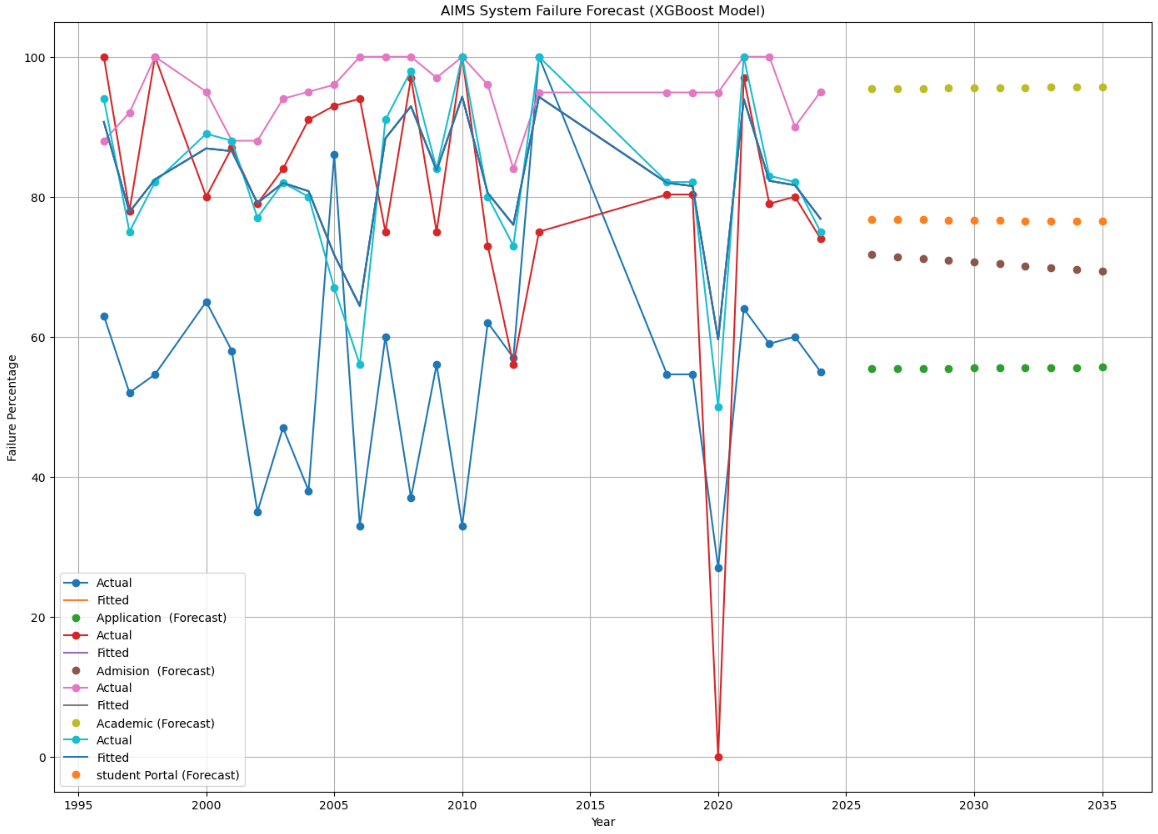 AIMS System Failure Forecast (XGBoost Model)
100
80
60
40
20
0
Failure Percentage
Actual
Fitted
Application  (Forecast)
Actual
Fitted
Admision  (Forecast)
Actual
Fitted
Academic (Forecast)
Actual
Fitted
student Portal (Forecast)
1995 2000 2005 2010 2015 2020 2025 2030 2035
Year